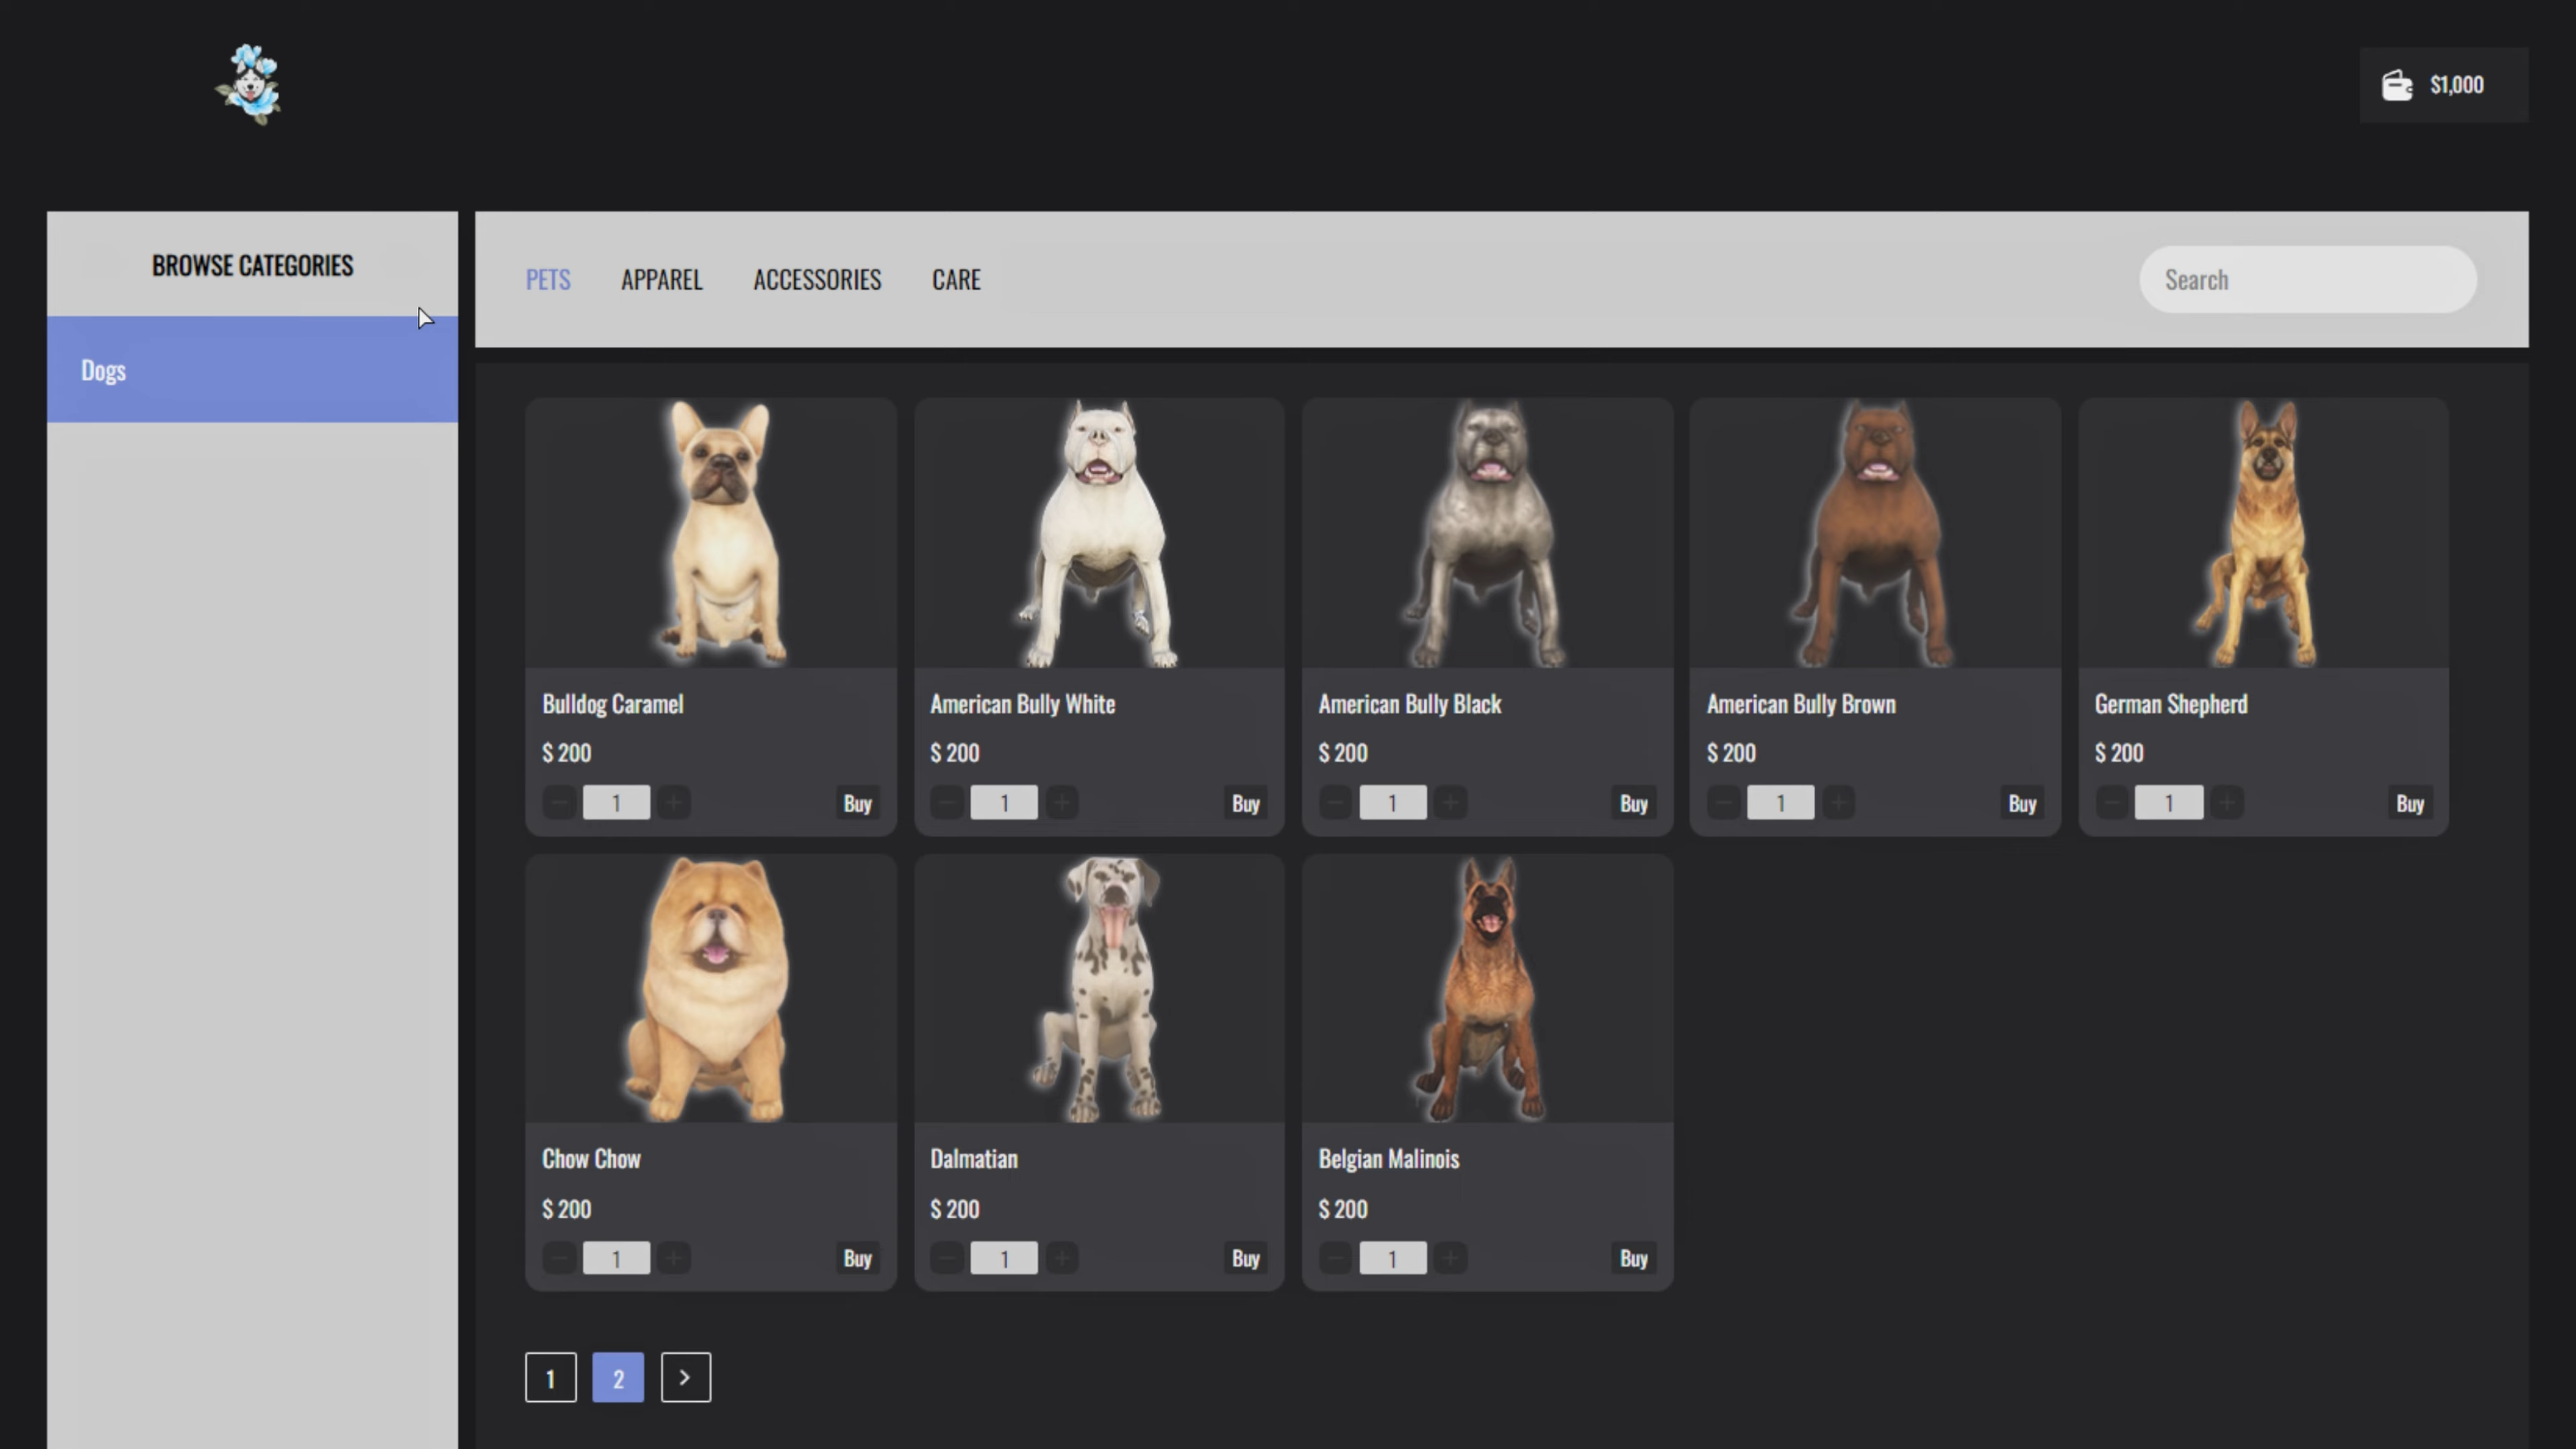 $1,000
BROWSE CATEGORIES
Dogs
PETS APPAREL ACCESSORIES CARE
Search
Bulldog Caramel
$ 200
1
Buy
American Bully White
$ 200
1
Buy
American Bully Black
$ 200
1
Buy
American Bully Brown
$ 200
1
Buy
German Shepherd
$ 200
1
Buy
Chow Chow
$ 200
1
Buy
Dalmatian
$ 200
1
Buy
Belgian Malinois
$ 200
1
Buy
1 2 >